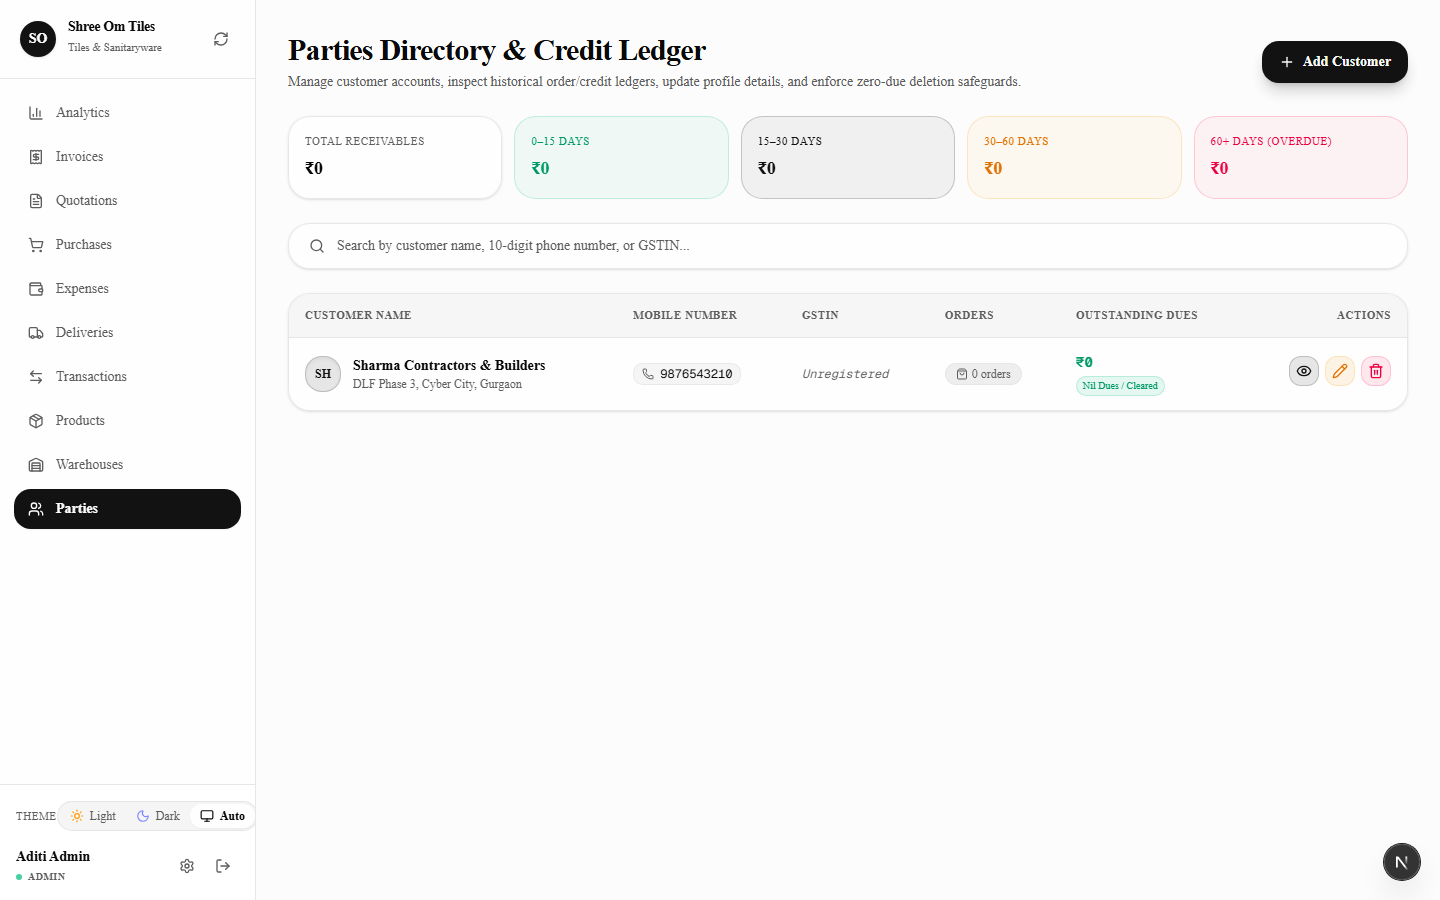 SO
Shree Om Tiles
Tiles & Sanitaryware
Analytics
Invoices
Quotations
Purchases
Expenses
Deliveries
Transactions
Products
Warehouses
Parties
THEME
Light
Dark
Auto
Aditi Admin
ADMIN
Parties Directory & Credit Ledger
Manage customer accounts, inspect historical order/credit ledgers, update profile details, and enforce zero-due deletion safeguards.
Add Customer
TOTAL RECEIVABLES
₹0
0–15 DAYS
₹0
15–30 DAYS
₹0
30–60 DAYS
₹0
60+ DAYS (OVERDUE)
₹0
Search by customer name, 10-digit phone number, or GSTIN...
CUSTOMER NAME MOBILE NUMBER GSTIN ORDERS OUTSTANDING DUES ACTIONS
SH
Sharma Contractors & Builders
DLF Phase 3, Cyber City, Gurgaon
9876543210
Unregistered
0 orders
₹0
Nil Dues / Cleared
N